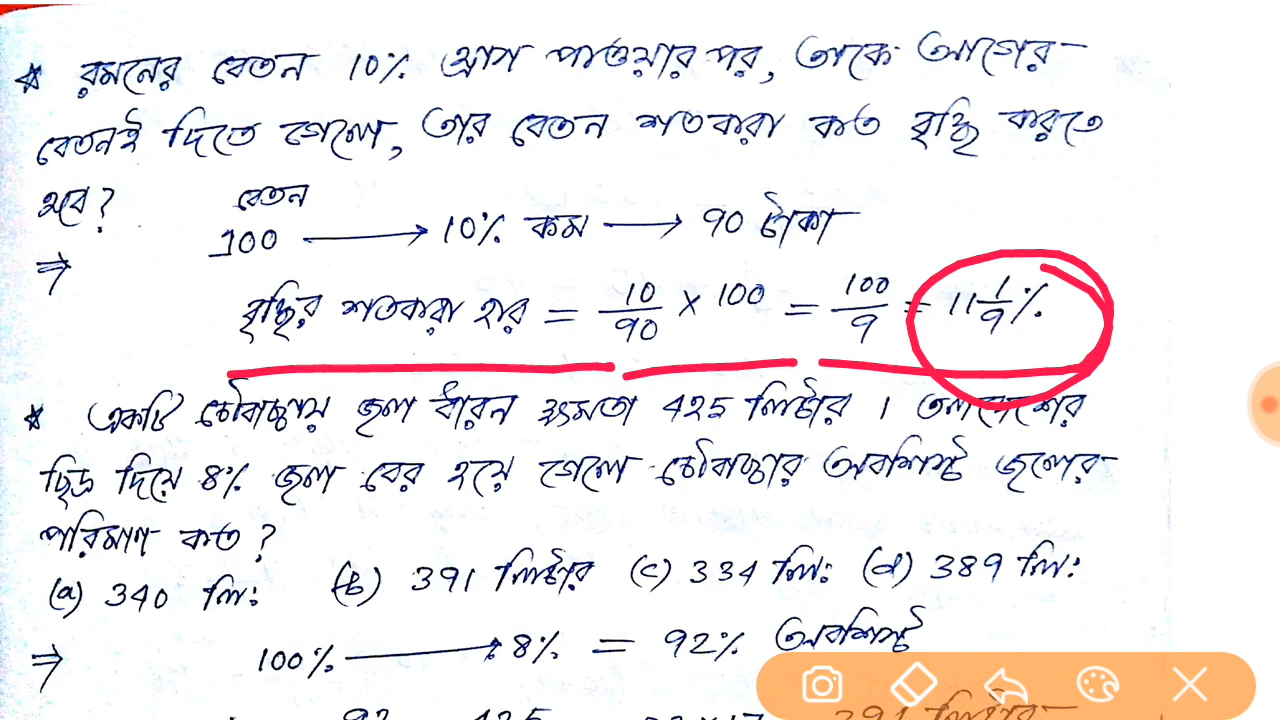 * রমনের বেতন 10% হ্রাস পাওয়ার পর, তাকে আগের
বেতনই দিতে গেলে, তার বেতন শতকরা কত বৃদ্ধি করতে
হবে?
বেতন
100 ⟶ 10% কম ⟶ 90 টাকা
⇒
বৃদ্ধির শতকরা হার = 10/90 × 100 = 100/9 = 11 1/9 %
* একটি চৌবাচ্চায় জল ধারন ক্ষমতা 425 লিটার । তলদেশের
ছিদ্র দিয়ে 8% জল বের হয়ে গেলে চৌবাচ্চার অবশিষ্ট জলের
পরিমাণ কত?
(a) 340 লি: (b) 391 লিটার (c) 334 লি: (d) 389 লি:
⇒ 100% ⟶ 8% = 92% অবশিষ্ট